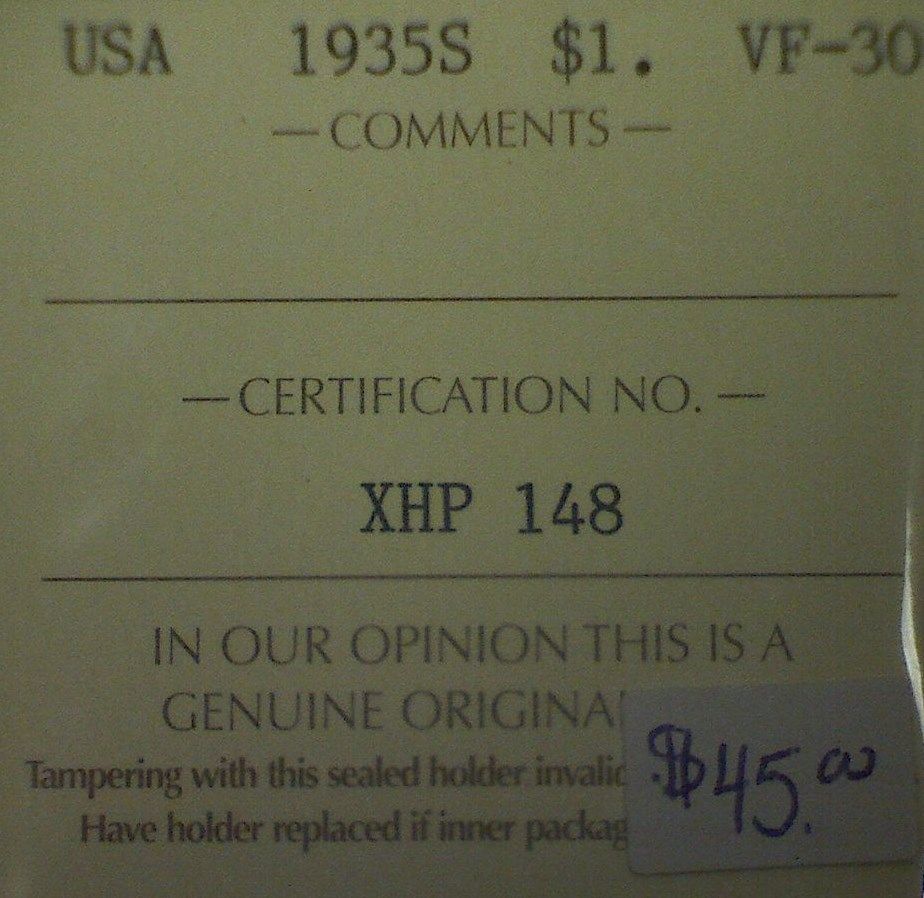 USA 1935S $1. VF-30
— COMMENTS —
— CERTIFICATION NO. —
XHP 148
IN OUR OPINION THIS IS A
GENUINE ORIGINA
Tampering with this sealed holder invalid
Have holder replaced if inner packag
$45.00